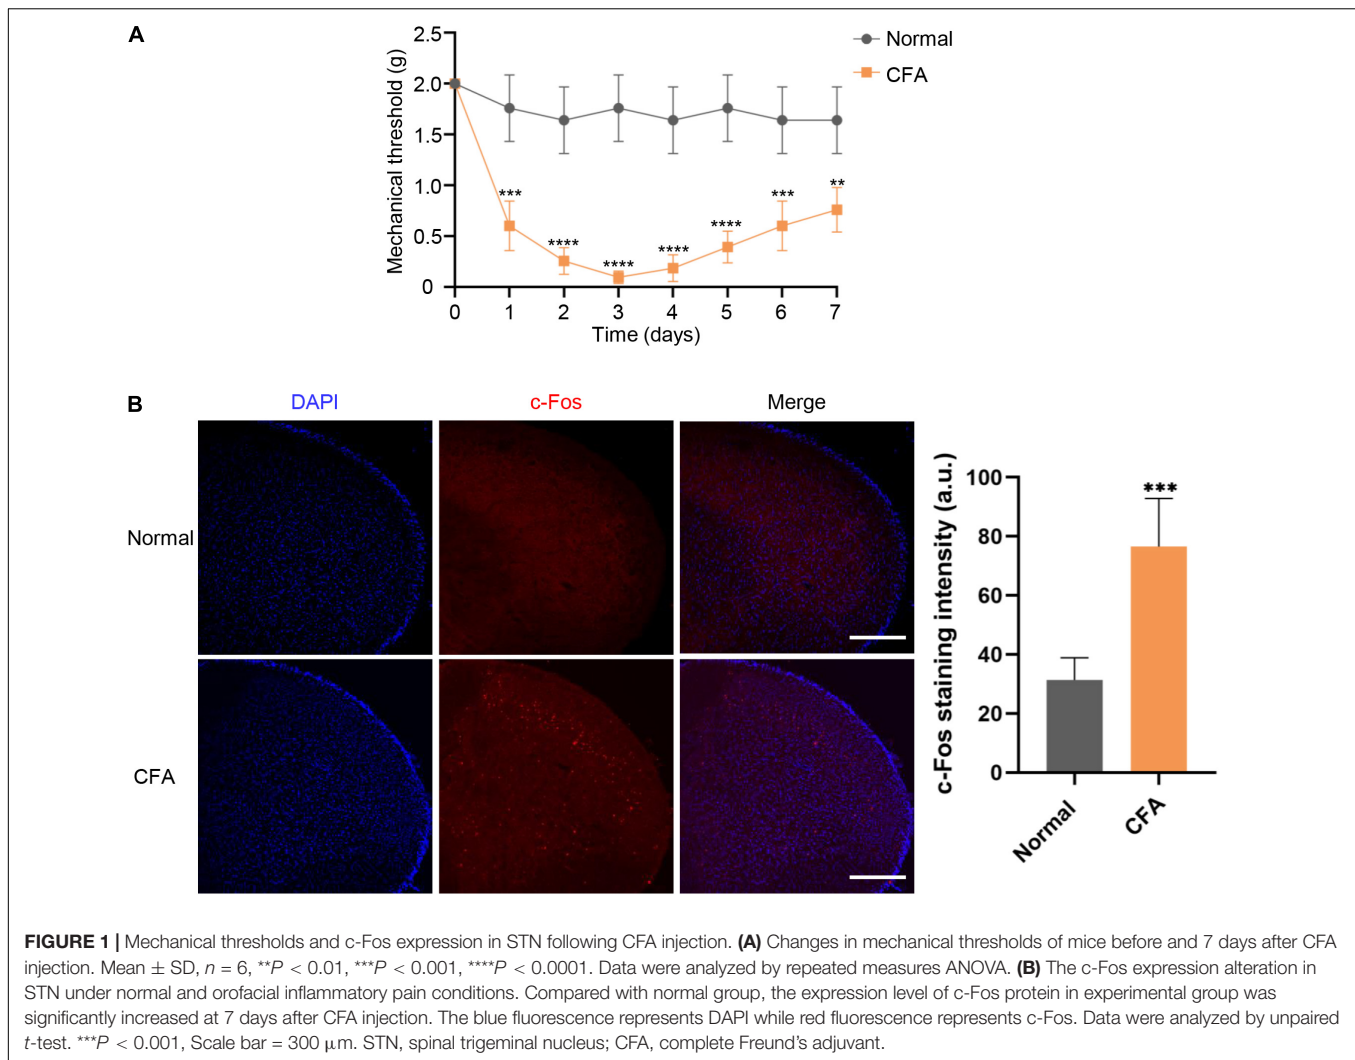 A
Normal
CFA
Mechanical threshold (g)
2.5
2.0
1.5
1.0
0.5
0
***
****
****
****
****
***
**
0 1 2 3 4 5 6 7
Time (days)
B
DAPI c-Fos Merge
Normal
CFA
c-Fos staining intensity (a.u.)
100
80
60
40
20
0
***
Normal
CFA
FIGURE 1 | Mechanical thresholds and c-Fos expression in STN following CFA injection. (A) Changes in mechanical thresholds of mice before and 7 days after CFA
injection. Mean ± SD, n = 6, **P < 0.01, ***P < 0.001, ****P < 0.0001. Data were analyzed by repeated measures ANOVA. (B) The c-Fos expression alteration in
STN under normal and orofacial inflammatory pain conditions. Compared with normal group, the expression level of c-Fos protein in experimental group was
significantly increased at 7 days after CFA injection. The blue fluorescence represents DAPI while red fluorescence represents c-Fos. Data were analyzed by unpaired
t-test. ***P < 0.001, Scale bar = 300 μm. STN, spinal trigeminal nucleus; CFA, complete Freund's adjuvant.